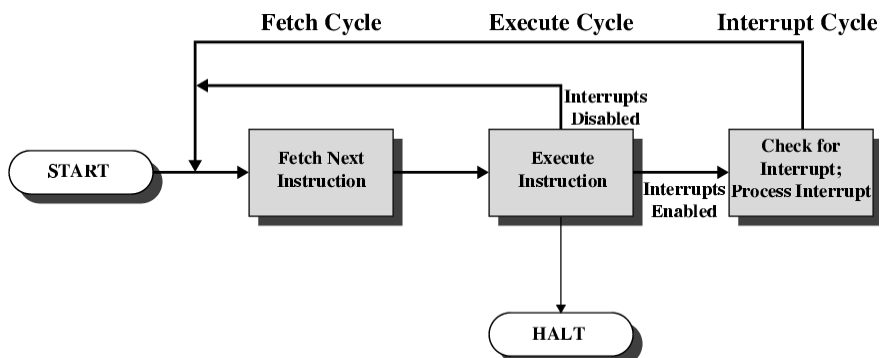 Fetch Cycle
Execute Cycle
Interrupt Cycle
START
Fetch Next
Instruction
Execute
Instruction
Interrupts
Disabled
Interrupts
Enabled
Check for
Interrupt;
Process Interrupt
HALT